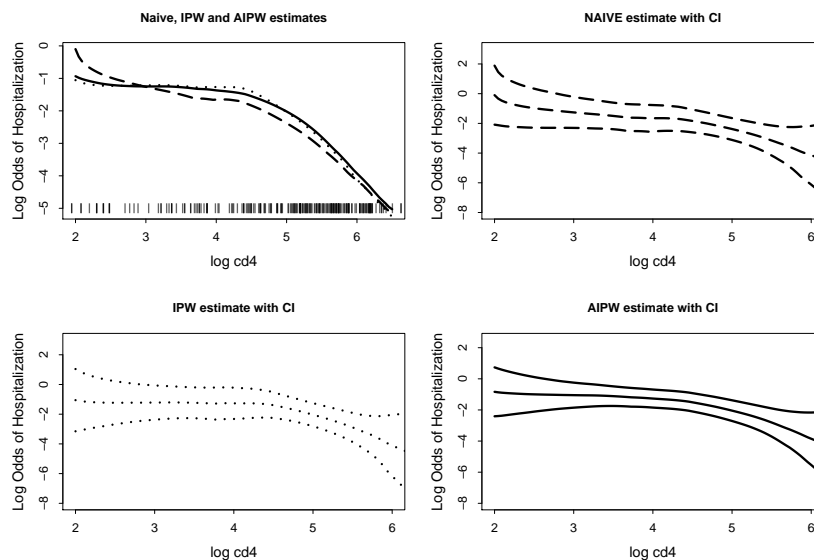 Naive, IPW and AIPW estimates
Log Odds of Hospitalization
0
−1
−2
−3
−4
−5
2 3 4 5 6
log cd4
NAIVE estimate with CI
Log Odds of Hospitalization
2
0
−2
−4
−6
−8
2 3 4 5 6
log cd4
IPW estimate with CI
Log Odds of Hospitalization
2
0
−2
−4
−6
−8
2 3 4 5 6
log cd4
AIPW estimate with CI
Log Odds of Hospitalization
2
0
−2
−4
−6
−8
2 3 4 5 6
log cd4